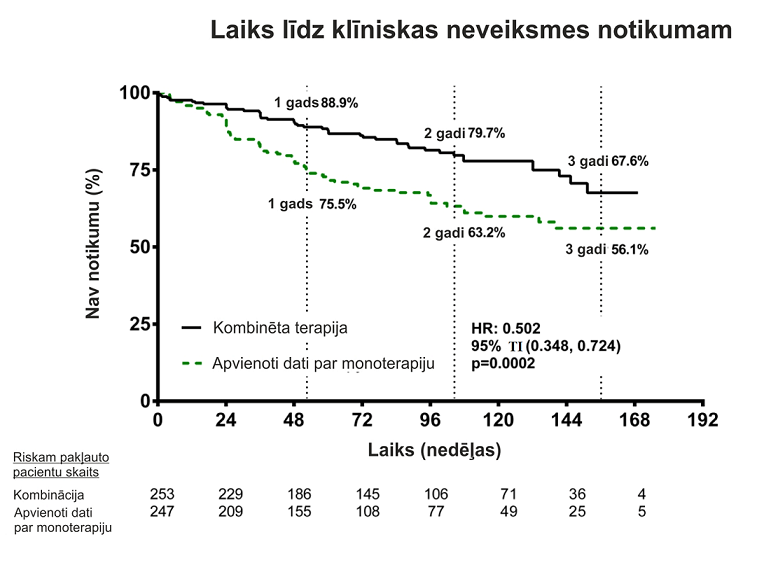 Laiks līdz klīniskas neveiksmes notikumam
100
75
50
25
0
Nav notikumu (%)
1 gads 88.9%
2 gadi 79.7%
3 gadi 67.6%
1 gads 75.5%
2 gadi 63.2%
3 gadi 56.1%
Kombinēta terapija
Apvienoti dati par monoterapiju
HR: 0.502
95% TI (0.348, 0.724)
p=0.0002
0 24 48 72 96 120 144 168 192
Laiks (nedēļas)
Riskam pakļauto
pacientu skaits
Kombinācija 253 229 186 145 106 71 36 4
Apvienoti dati 247 209 155 108 77 49 25 5
par monoterapiju